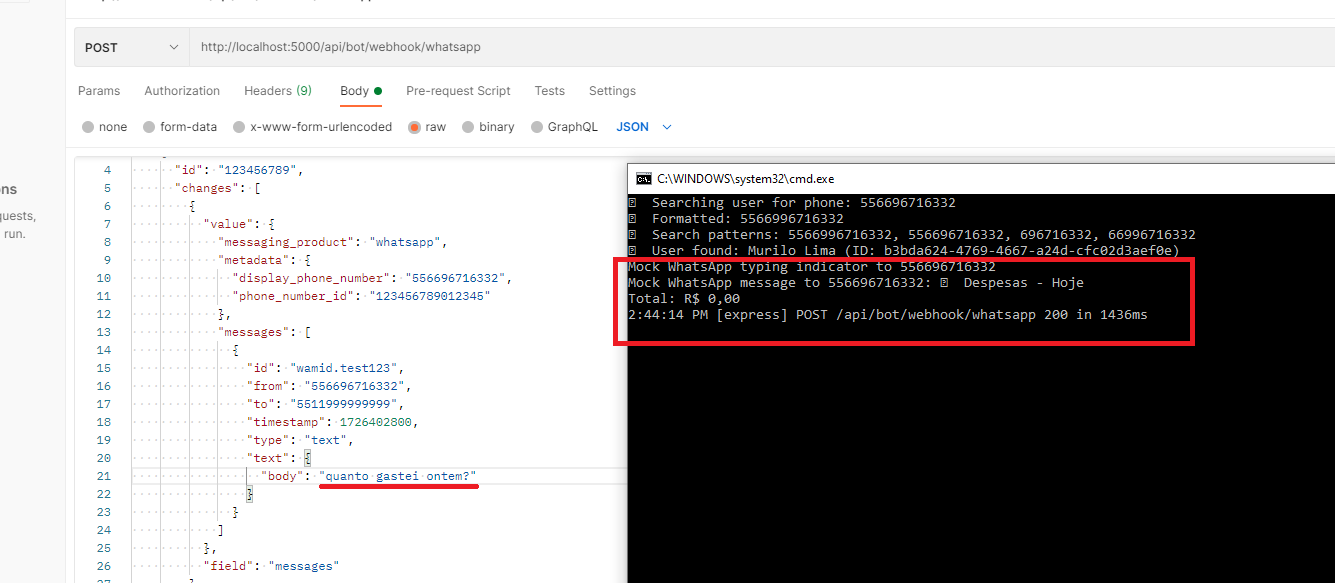 POST
http://localhost:5000/api/bot/webhook/whatsapp
Params Authorization Headers (9) Body Pre-request Script Tests Settings
none form-data x-www-form-urlencoded raw binary GraphQL JSON
ns
quests,
run.
4 "id": "123456789",
5 "changes": [
6 {
7 "value": {
8 "messaging_product": "whatsapp",
9 "metadata": {
10 "display_phone_number": "556696716332",
11 "phone_number_id": "123456789012345"
12 },
13 "messages": [
14 {
15 "id": "wamid.test123",
16 "from": "556696716332",
17 "to": "5511999999999",
18 "timestamp": 1726402800,
19 "type": "text",
20 "text": {
21 "body": "quanto gastei ontem?"
22 }
23 }
24 ]
25 },
26 "field": "messages"
C:\WINDOWS\system32\cmd.exe
Searching user for phone: 556696716332
Formatted: 5566996716332
Search patterns: 5566996716332, 556696716332, 696716332, 66996716332
User found: Murilo Lima (ID: b3bda624-4769-4667-a24d-cfc02d3aef0e)
Mock WhatsApp typing indicator to 556696716332
Mock WhatsApp message to 556696716332: Despesas - Hoje
Total: R$ 0,00
2:44:14 PM [express] POST /api/bot/webhook/whatsapp 200 in 1436ms